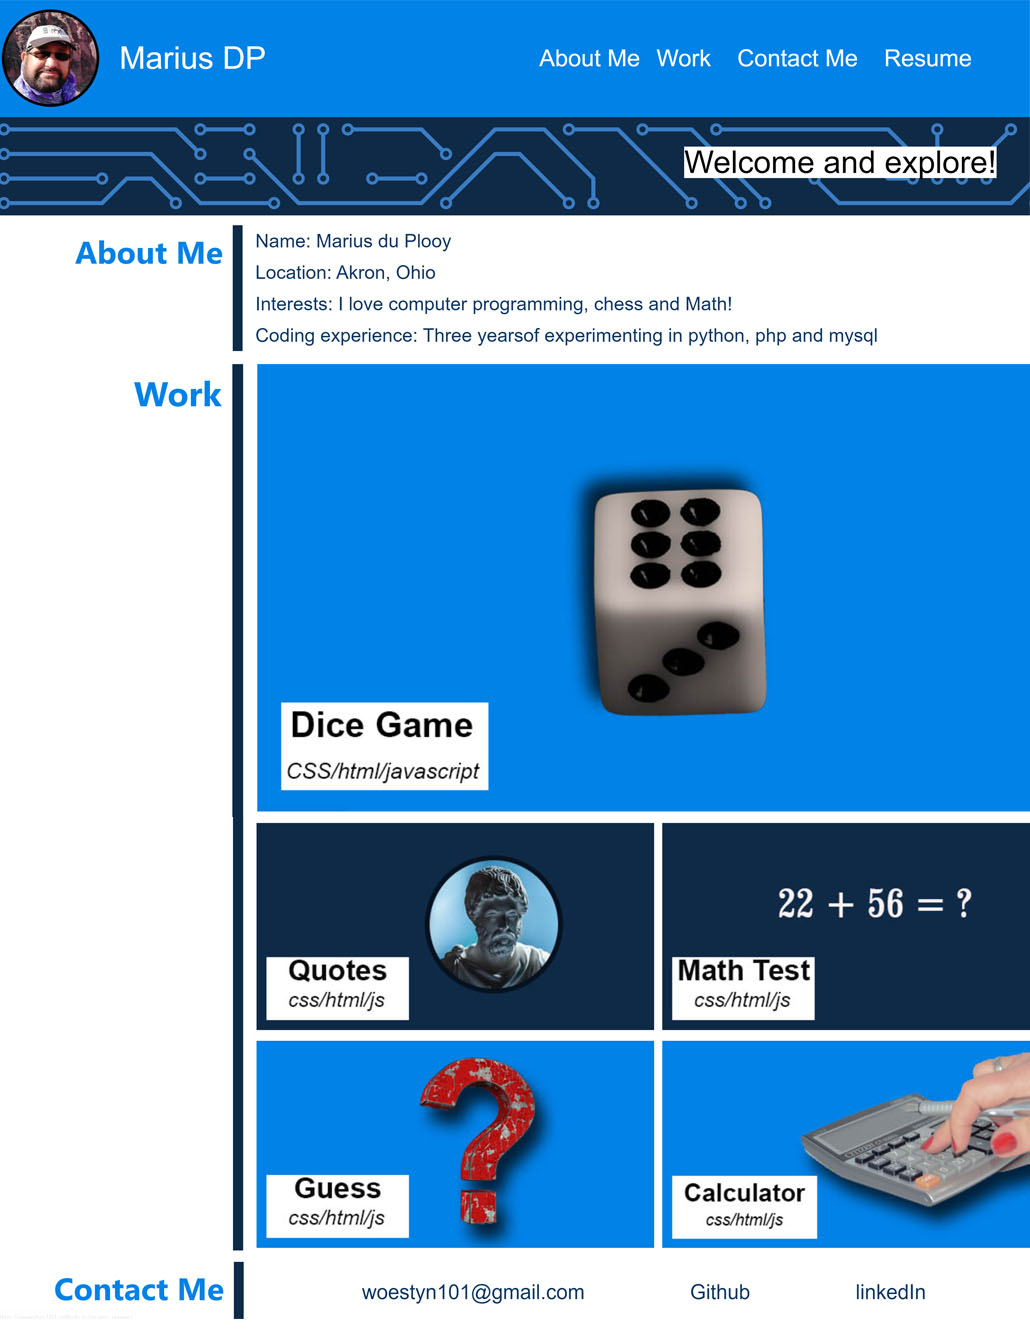 Marius DP
About Me Work Contact Me Resume
Welcome and explore!
About Me
Name: Marius du Plooy
Location: Akron, Ohio
Interests: I love computer programming, chess and Math!
Coding experience: Three yearsof experimenting in python, php and mysql
Work
Dice Game
CSS/html/javascript
22 + 56 = ?
Quotes
css/html/js
Math Test
css/html/js
Guess
css/html/js
Calculator
css/html/js
Contact Me
woestyn101@gmail.com Github linkedIn